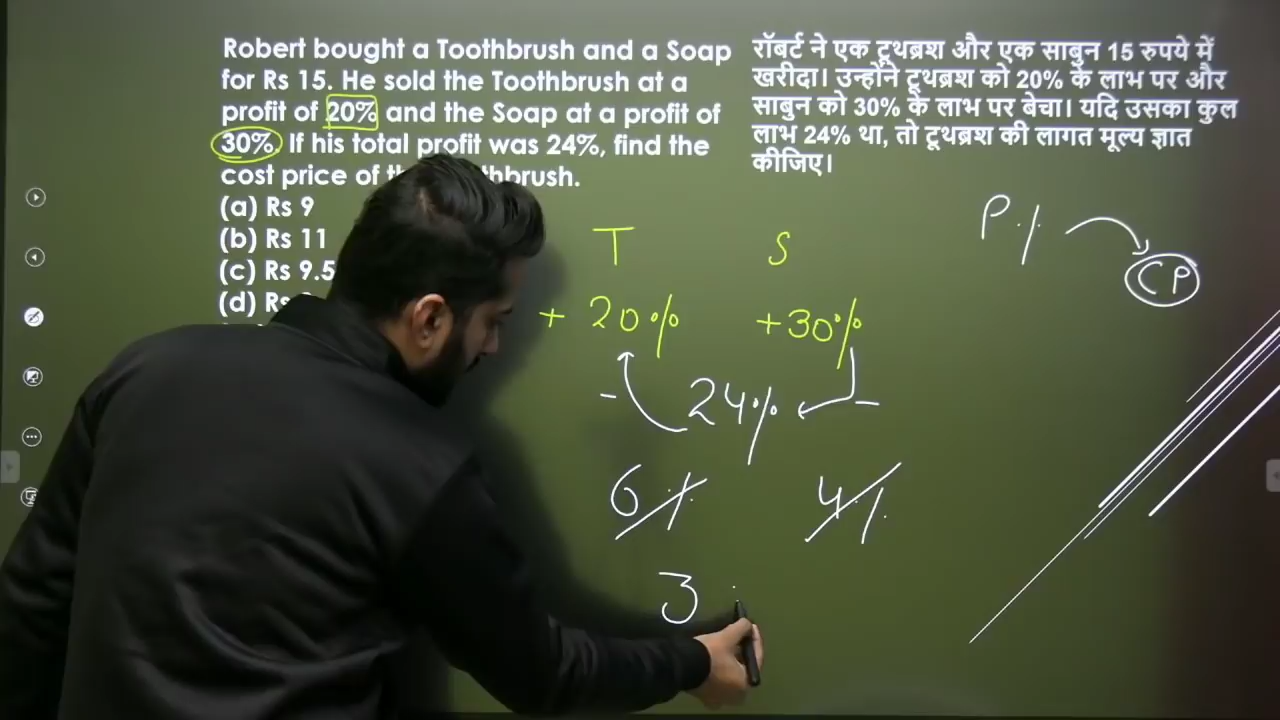 Robert bought a Toothbrush and a Soap
for Rs 15. He sold the Toothbrush at a
profit of 20% and the Soap at a profit of
30% If his total profit was 24%, find the
cost price of hbrush.
(a) Rs 9
(b) Rs 11
(c) Rs 9.5
(d) Rs
रॉबर्ट ने एक टूथब्रश और एक साबुन 15 रुपये में
खरीदा। उन्होंने टूथब्रश को 20% के लाभ पर और
साबुन को 30% के लाभ पर बेचा। यदि उसका कुल
लाभ 24% था, तो टूथब्रश की लागत मूल्य ज्ञात
कीजिए।
P% CP
T S
+ 20% +30%
- 24% -
6% 4%
3 :